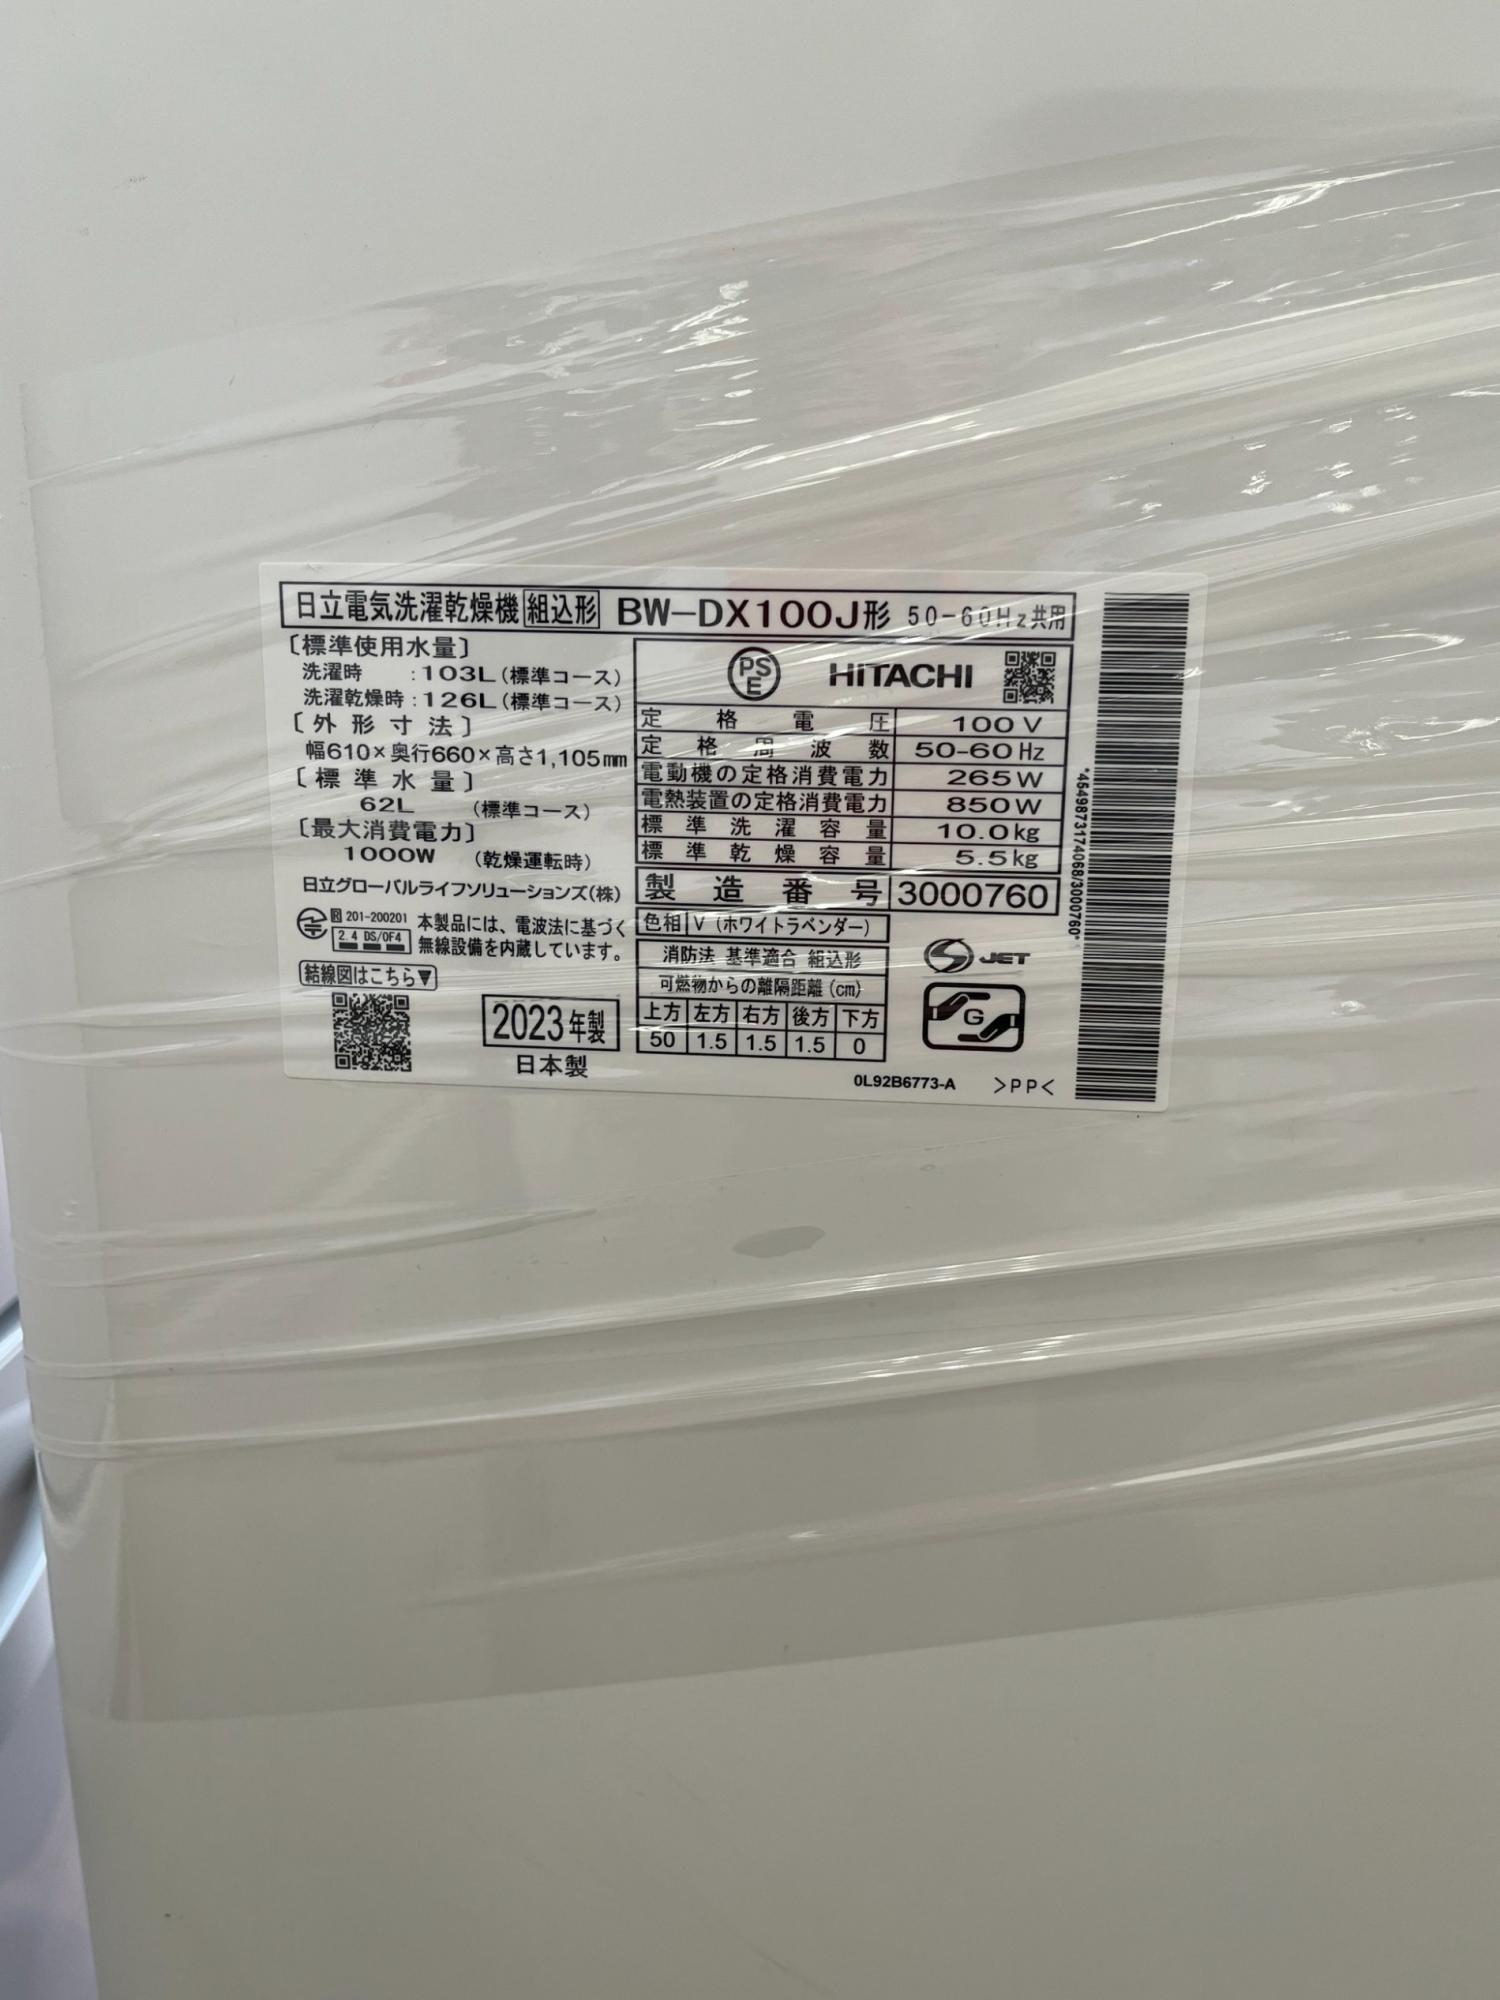 日立電気洗濯乾燥機 組込形 BW-DX100J形 50-60Hz共用
〔標準使用水量〕
洗濯時 :103L(標準コース)
洗濯乾燥時:126L(標準コース)
〔外形寸法〕
幅610×奥行660×高さ1,105mm
〔標準水量〕
62L (標準コース)
〔最大消費電力〕
1000W (乾燥運転時)
日立グローバルライフソリューションズ(株)
R 201-200201
2.4 DS/OF4
本製品には、電波法に基づく
無線設備を内蔵しています。
結線図はこちら▼
2023年製
日本製
PS E HITACHI
定格電圧 100V
定格周波数 50-60Hz
電動機の定格消費電力 265W
電熱装置の定格消費電力 850W
標準洗濯容量 10.0kg
標準乾燥容量 5.5kg
製造番号 3000760
色相 V (ホワイトラベンダー)
消防法 基準適合 組込形
可燃物からの離隔距離(cm)
上方 左方 右方 後方 下方
50 1.5 1.5 1.5 0
S JET
G
0L92B6773-A >PP<
*4549873174068/3000760*